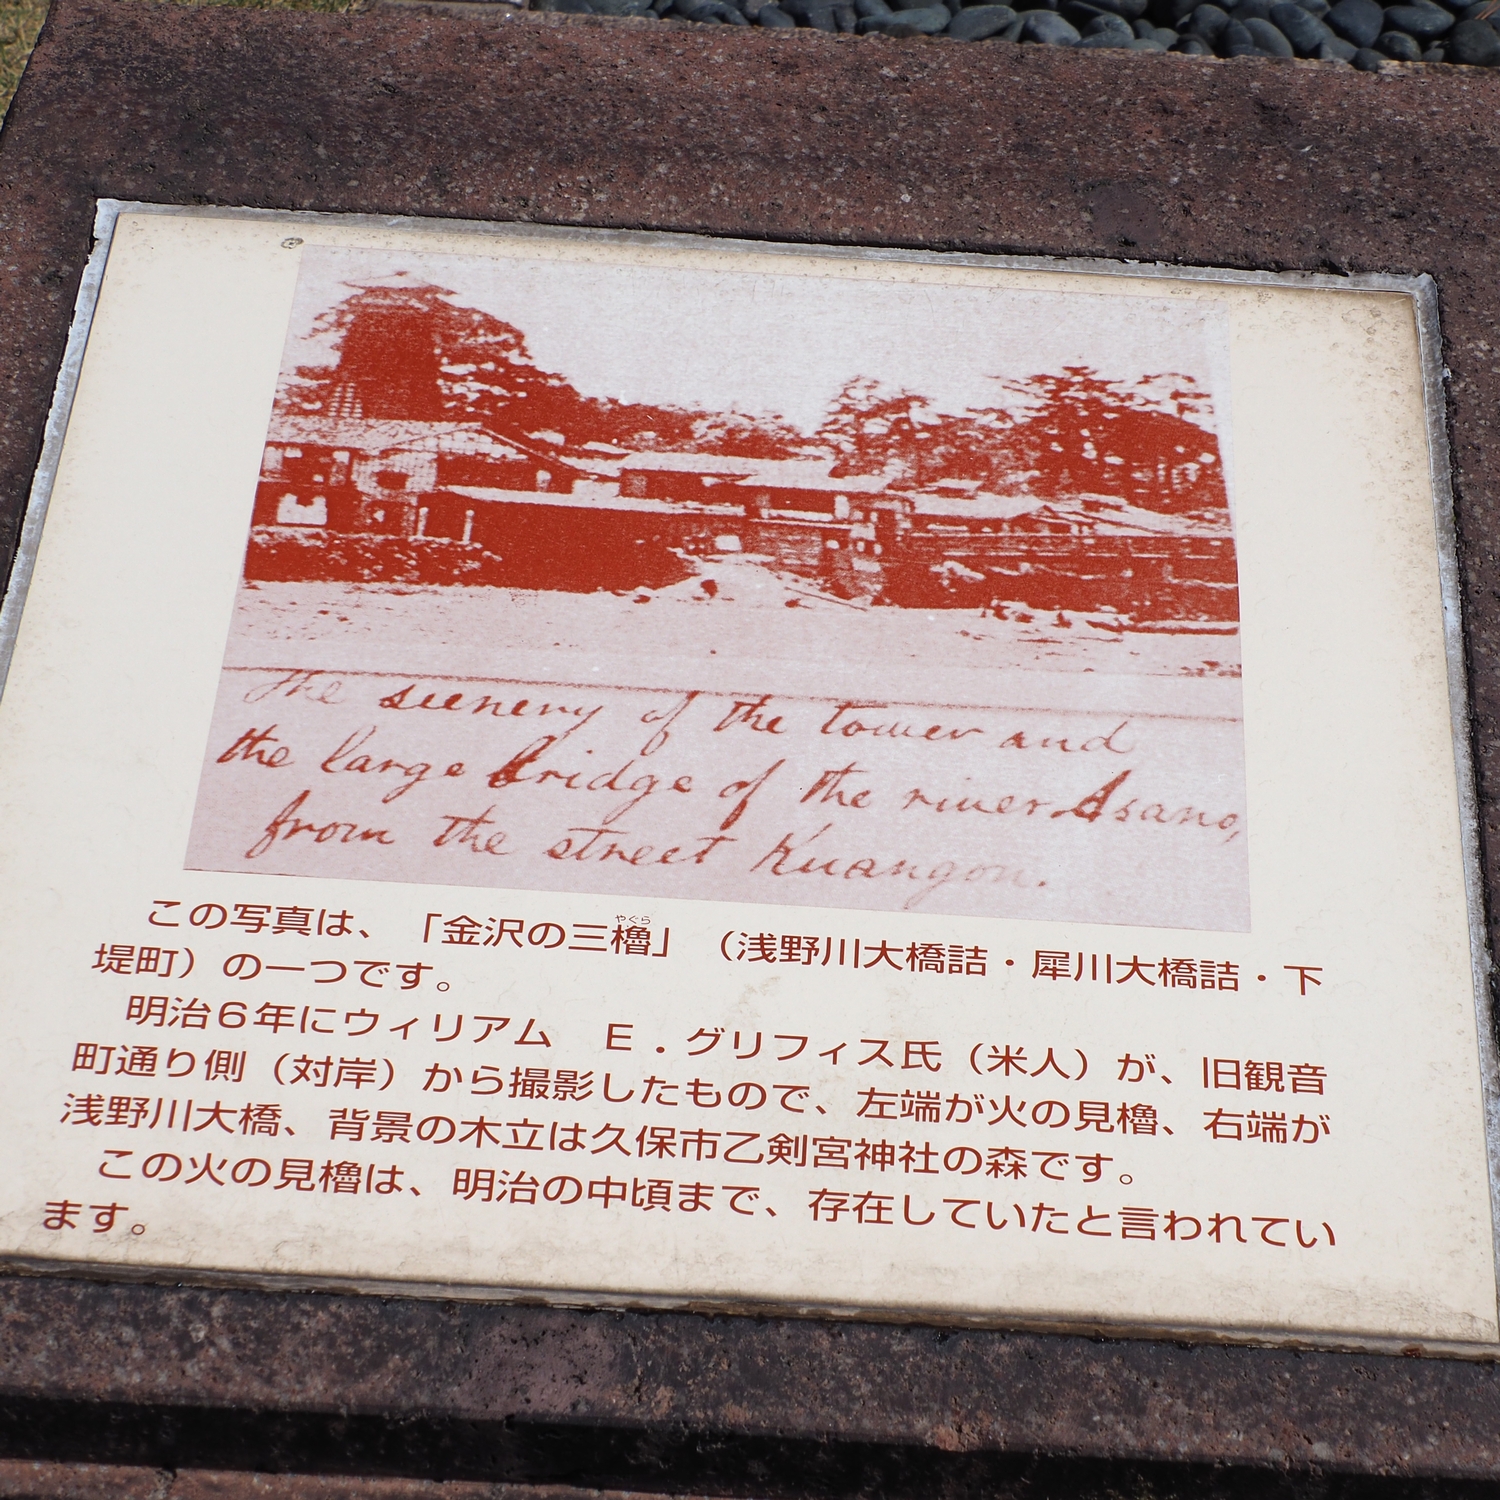 The scenery of the tower and
the large bridge of the river Asano,
from the street Kuangon.
この写真は、「金沢の三櫓」（浅野川大橋詰・犀川大橋詰・下
やぐら
堤町）の一つです。
明治６年にウィリアム　Ｅ．グリフィス氏（米人）が、旧観音
町通り側（対岸）から撮影したもので、左端が火の見櫓、右端が
浅野川大橋、背景の木立は久保市乙剣宮神社の森です。
この火の見櫓は、明治の中頃まで、存在していたと言われてい
ます。